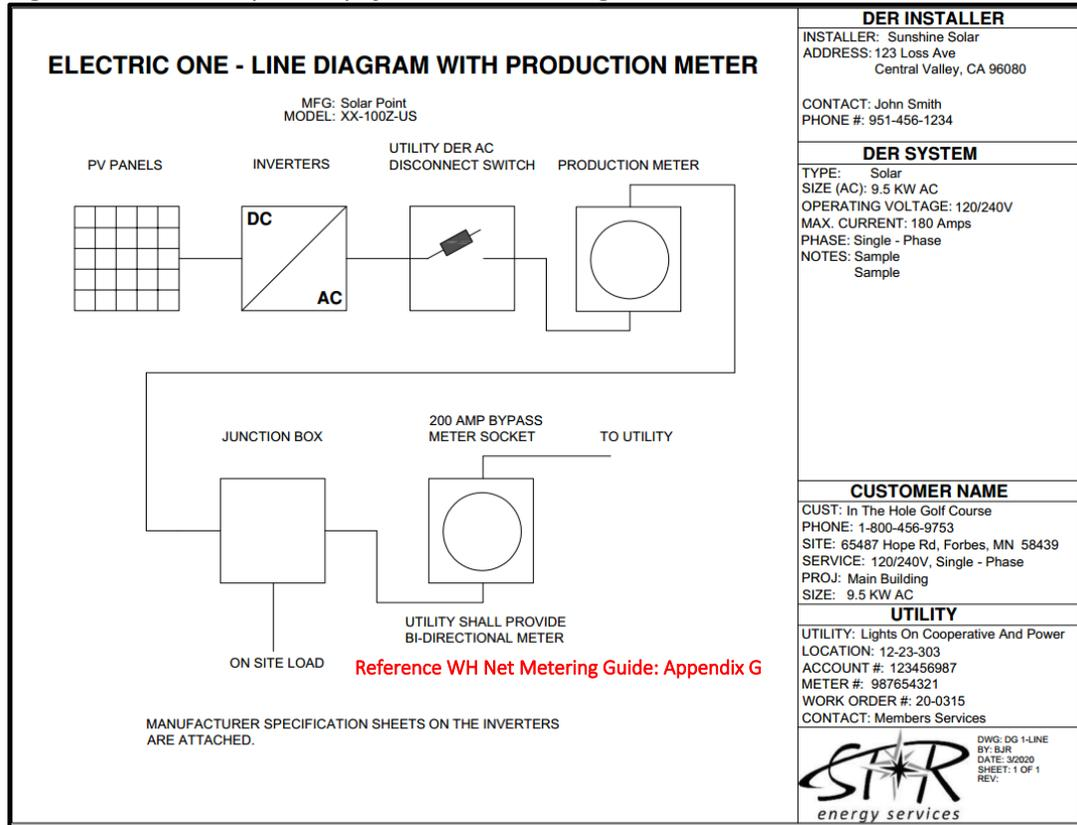 ELECTRIC ONE - LINE DIAGRAM WITH PRODUCTION METER
MFG: Solar Point
MODEL: XX-100Z-US
PV PANELS
INVERTERS
UTILITY DER AC
DISCONNECT SWITCH
PRODUCTION METER
DC
AC
JUNCTION BOX
200 AMP BYPASS
METER SOCKET
TO UTILITY
UTILITY SHALL PROVIDE
BI-DIRECTIONAL METER
ON SITE LOAD
Reference WH Net Metering Guide: Appendix G
MANUFACTURER SPECIFICATION SHEETS ON THE INVERTERS
ARE ATTACHED.
DER INSTALLER
INSTALLER: Sunshine Solar
ADDRESS: 123 Loss Ave
Central Valley, CA 96080
CONTACT: John Smith
PHONE #: 951-456-1234
DER SYSTEM
TYPE: Solar
SIZE (AC): 9.5 KW AC
OPERATING VOLTAGE: 120/240V
MAX. CURRENT: 180 Amps
PHASE: Single - Phase
NOTES: Sample
Sample
CUSTOMER NAME
CUST: In The Hole Golf Course
PHONE: 1-800-456-9753
SITE: 65487 Hope Rd, Forbes, MN 58439
SERVICE: 120/240V, Single - Phase
PROJ: Main Building
SIZE: 9.5 KW AC
UTILITY
UTILITY: Lights On Cooperative And Power
LOCATION: 12-23-303
ACCOUNT #: 123456987
METER #: 987654321
WORK ORDER #: 20-0315
CONTACT: Members Services
STAR
energy services
DWG: DG 1-LINE
BY: BJR
DATE: 3/2020
SHEET: 1 OF 1
REV: